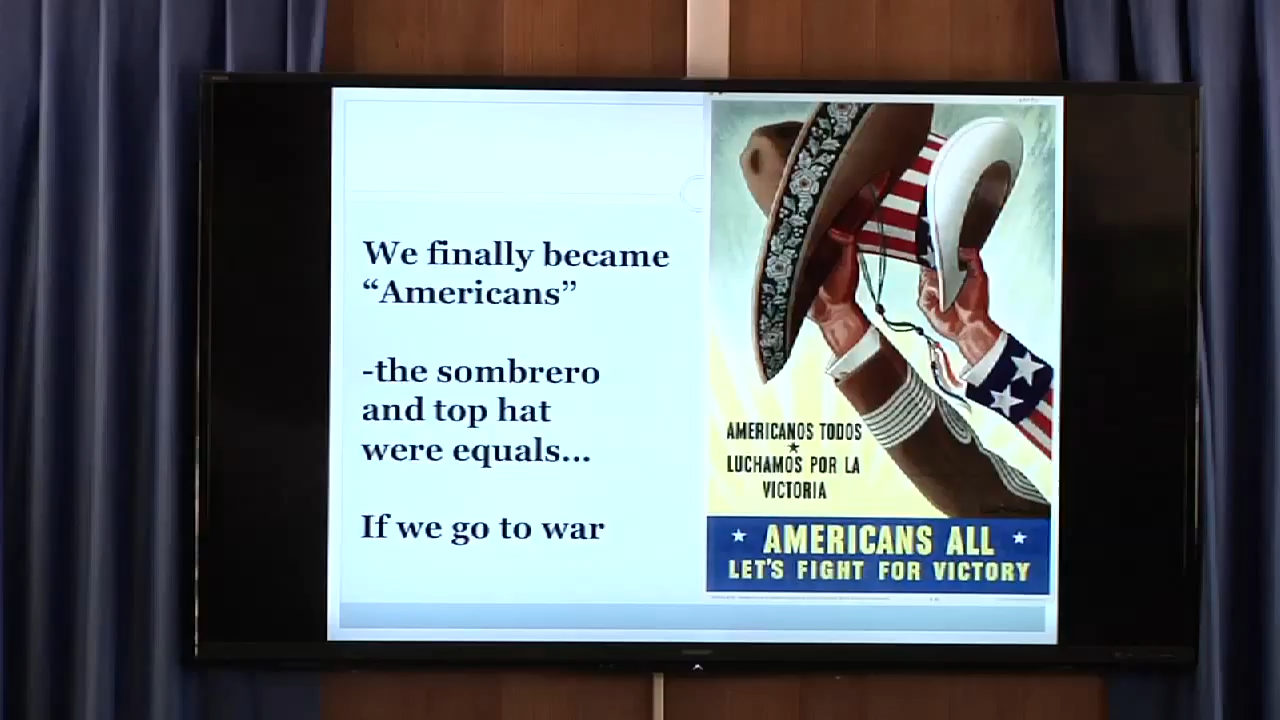 We finally became
“Americans”
-the sombrero
and top hat
were equals...
If we go to war
AMERICANOS TODOS
LUCHAMOS POR LA
VICTORIA
AMERICANS ALL
LET'S FIGHT FOR VICTORY